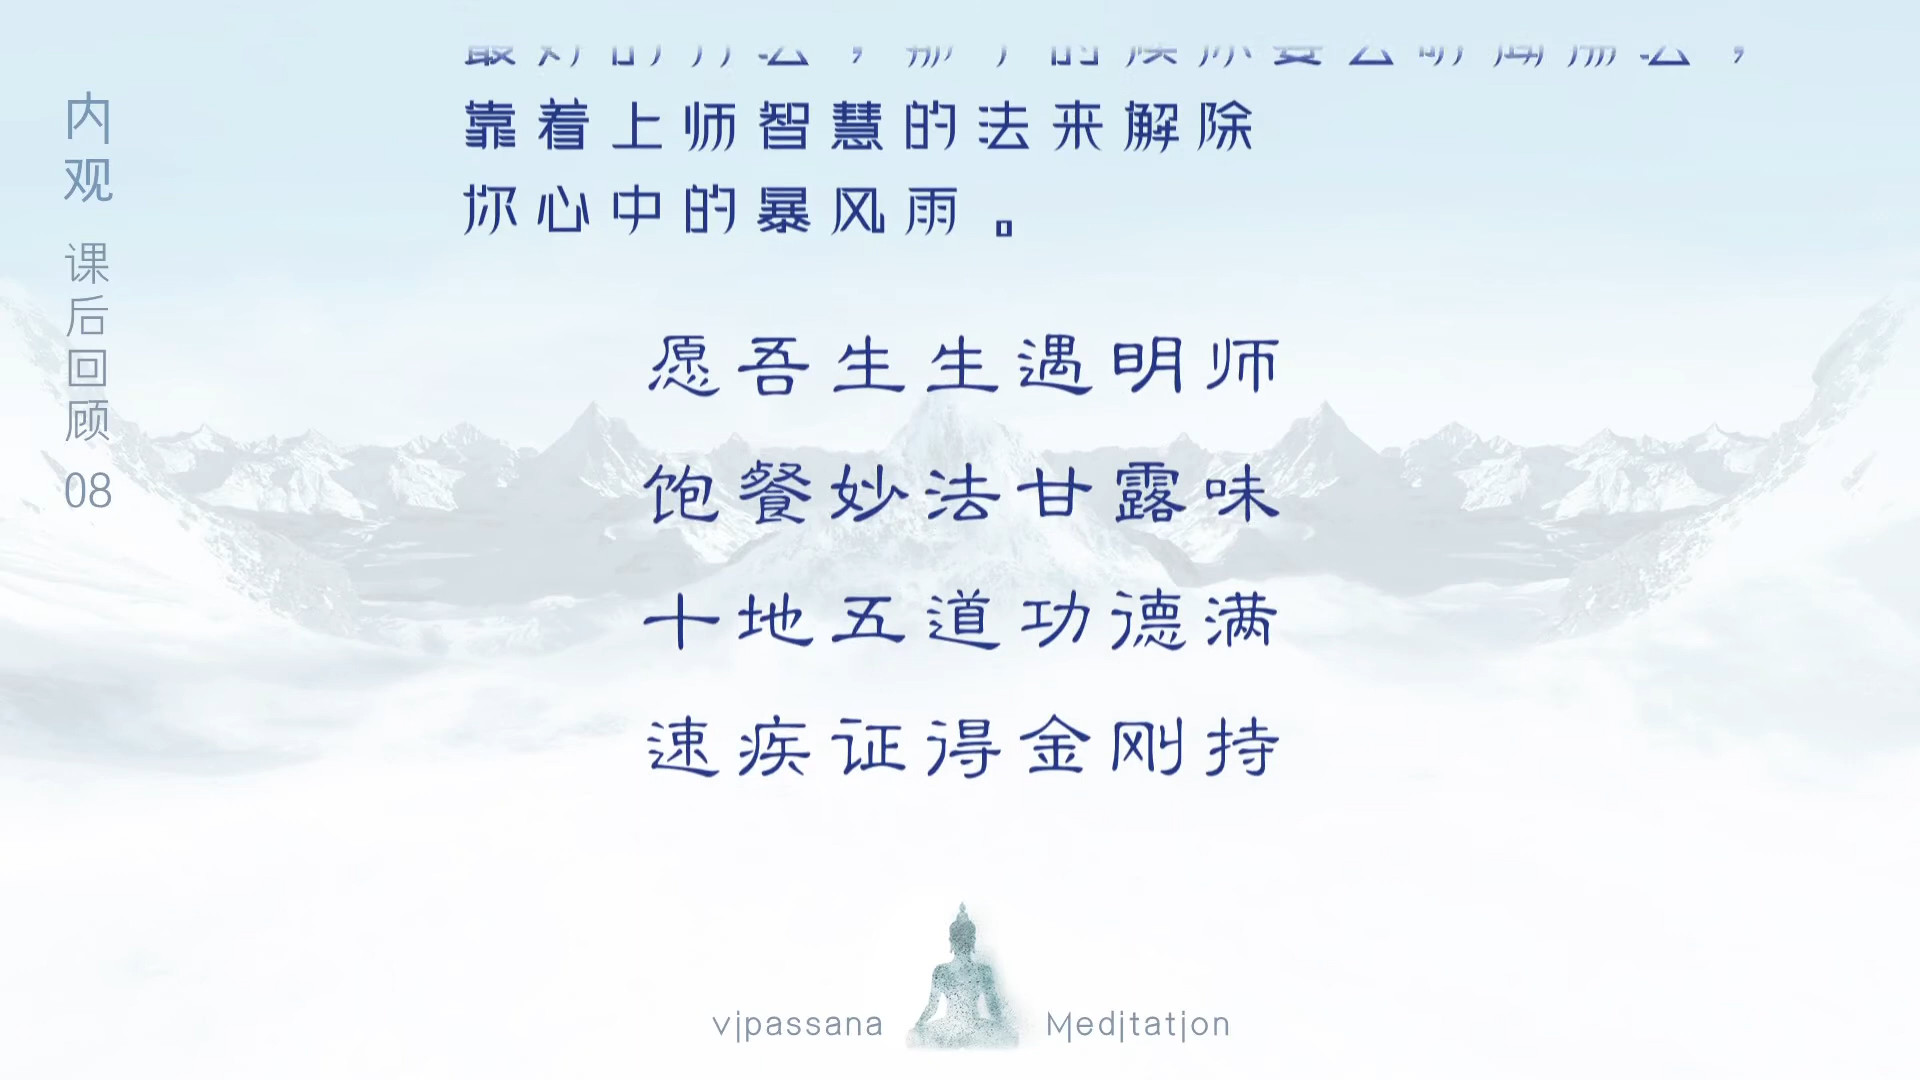 内观 课后回顾 08
靠着上师智慧的法来解除
你心中的暴风雨。
愿吾生生遇明师
饱餐妙法甘露味
十地五道功德满
速疾证得金刚持
vipassana Meditation